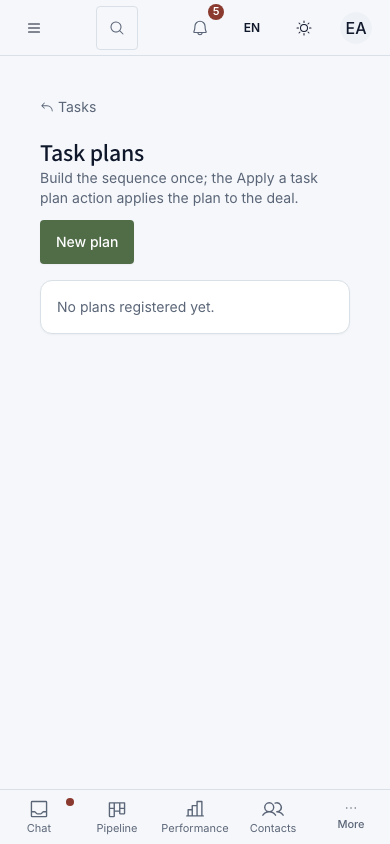 5
EN
EA
Tasks
Task plans
Build the sequence once; the Apply a task
plan action applies the plan to the deal.
New plan
No plans registered yet.
Chat
Pipeline
Performance
Contacts
More